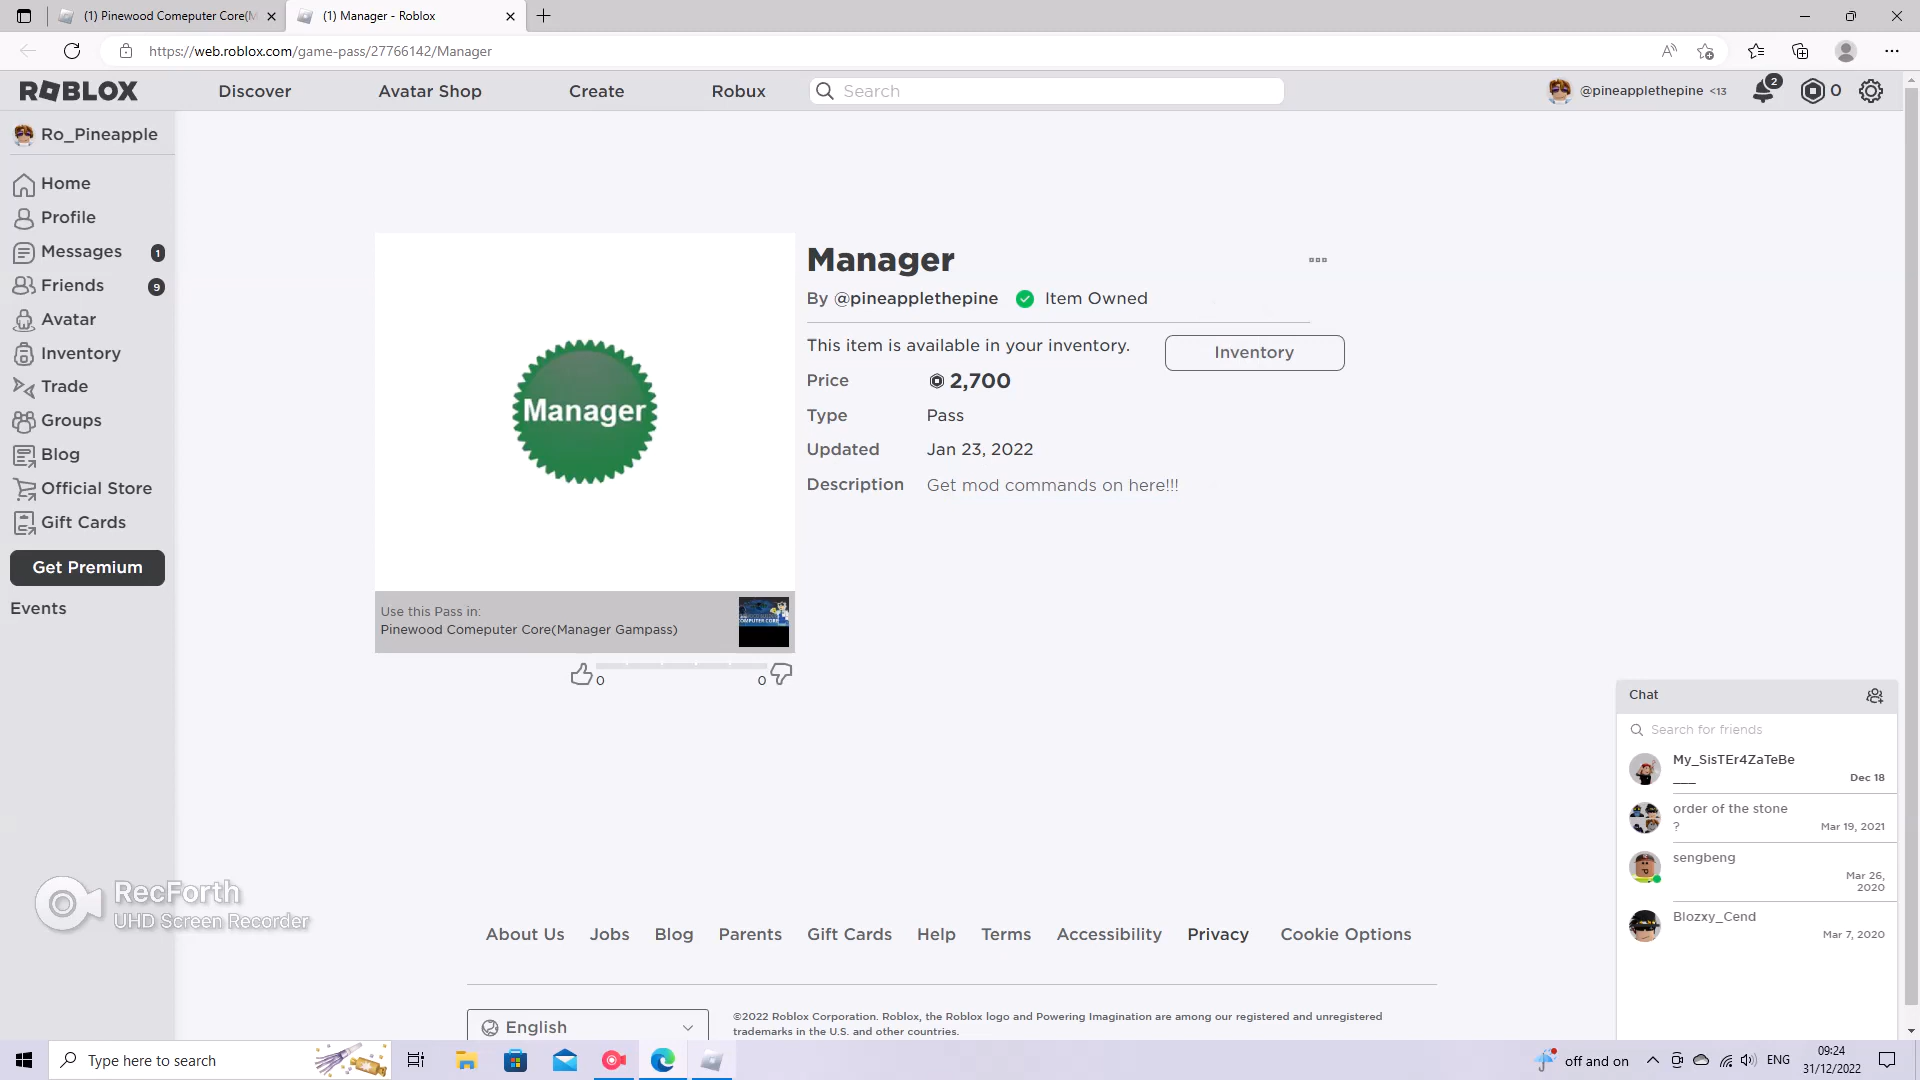 (1) Pinewood Comeputer Core(M
(1) Manager - Roblox
https://web.roblox.com/game-pass/27766142/Manager
ROBLOX
Discover
Avatar Shop
Create
Robux
Search
@pineapplethepine <13
2
0
Ro_Pineapple
Home
Profile
Messages 1
Friends 9
Avatar
Inventory
Trade
Groups
Blog
Official Store
Gift Cards
Get Premium
Events
Manager
Use this Pass in:
Pinewood Comeputer Core(Manager Gampass)
COMPUTER CORE
0
0
Manager
By @pineapplethepine Item Owned
This item is available in your inventory.
Inventory
Price 2,700
Type Pass
Updated Jan 23, 2022
Description Get mod commands on here!!!
Chat
Search for friends
My_SisTEr4ZaTeBe
___ Dec 18
order of the stone
? Mar 19, 2021
sengbeng
Mar 26,
2020
Blozxy_Cend
Mar 7, 2020
RecForth
UHD Screen Recorder
About Us Jobs Blog Parents Gift Cards Help Terms Accessibility Privacy Cookie Options
English
©2022 Roblox Corporation. Roblox, the Roblox logo and Powering Imagination are among our registered and unregistered
trademarks in the U.S. and other countries.
Type here to search
off and on
ENG
09:24
31/12/2022